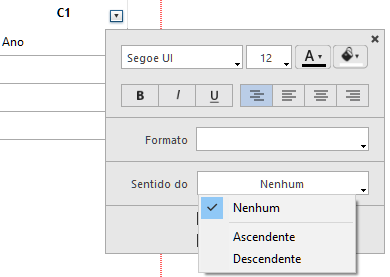 C1
Ano
Segoe UI 12 A
B I U
Formato
Sentido do Nenhum
Nenhum
Ascendente
Descendente